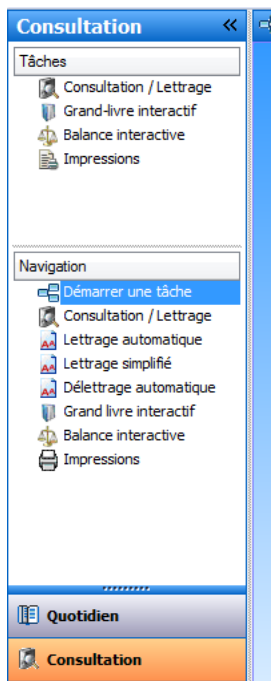 Consultation «
Tâches
Consultation / Lettrage
Grand-livre interactif
Balance interactive
Impressions
Navigation
Démarrer une tâche
Consultation / Lettrage
Lettrage automatique
Lettrage simplifié
Délettrage automatique
Grand livre interactif
Balance interactive
Impressions
Quotidien
Consultation